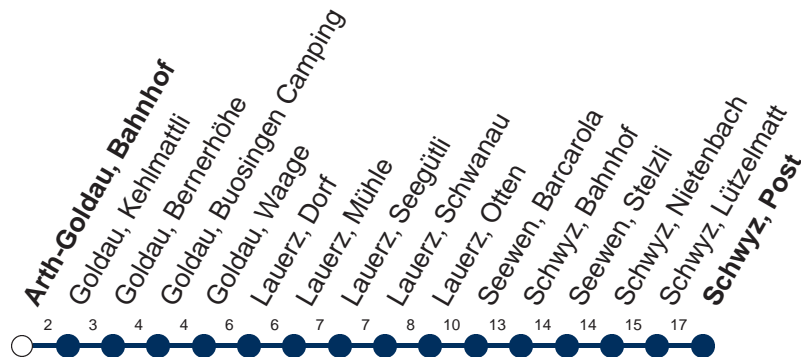 Arth-Goldau, Bahnhof
Goldau, Kehlmattli
Goldau, Bernerhöhe
Goldau, Buosingen Camping
Goldau, Waage
Lauerz, Dorf
Lauerz, Mühle
Lauerz, Seegütli
Lauerz, Schwanau
Lauerz, Otten
Seewen, Barcarola
Schwyz, Bahnhof
Seewen, Stelzli
Schwyz, Nietenbach
Schwyz, Lützelmatt
Schwyz, Post
2 3 4 4 6 6 7 7 8 10 13 14 14 15 17